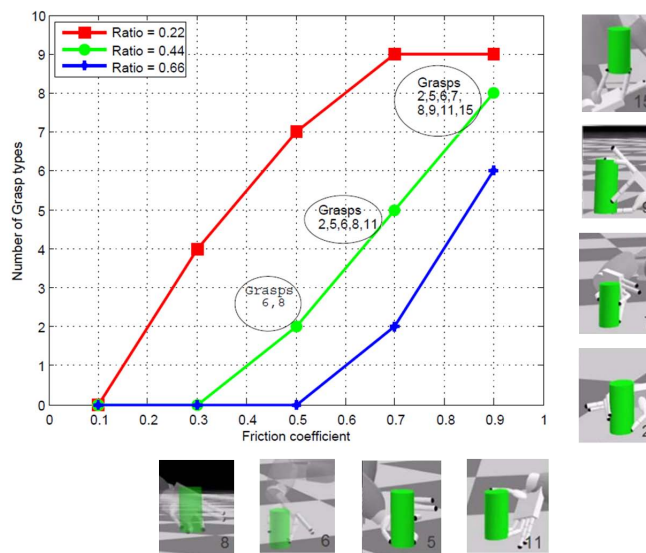 10
9
8
7
6
5
4
3
2
1
0
Number of Grasp types
Ratio = 0.22
Ratio = 0.44
Ratio = 0.66
Grasps
2,5,6,7,
8,9,11,15
Grasps
2,5,6,8,11
Grasps
6,8
0 0.1 0.2 0.3 0.4 0.5 0.6 0.7 0.8 0.9 1
Friction coefficient
15
2
8
6
5
11